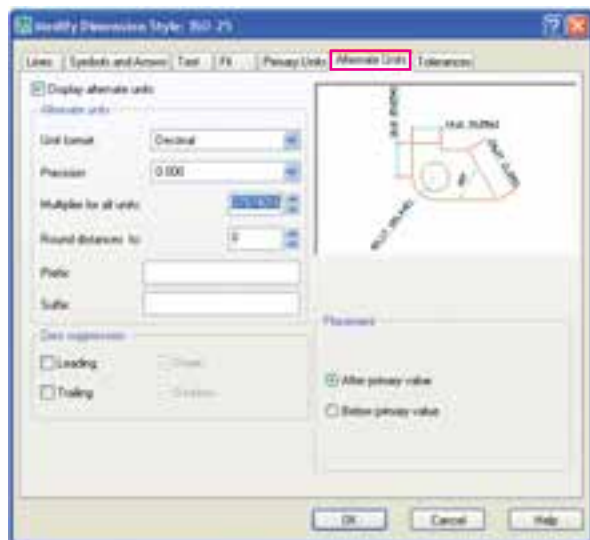 Modify Dimension Style: ISO-25
Lines Symbols and Arrows Text Fit Primary Units Alternate Units Tolerances
Display alternate units
Alternate units
Unit format Decimal
Precision 0.000
Multiplier for all units
Round distances to: 0
Prefix
Suffix
Zero suppression
Leading
Trailing
Placement
After primary value
Below primary value
OK Cancel Help